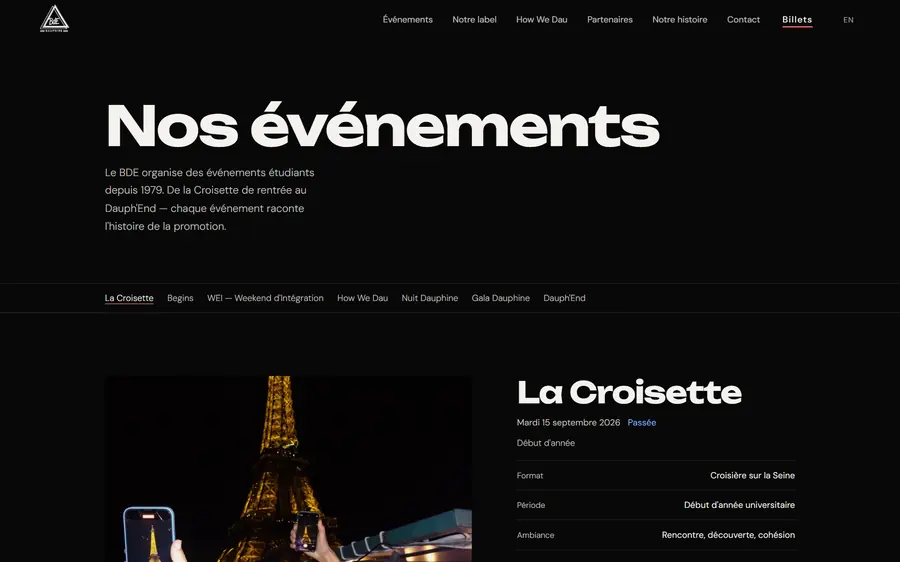 BDE
DAUPHINE
Événements
Notre label
How We Dau
Partenaires
Notre histoire
Contact
Billets
EN
Nos événements
Le BDE organise des événements étudiants
depuis 1979. De la Croisette de rentrée au
Dauph'End — chaque événement raconte
l'histoire de la promotion.
La Croisette
Begins
WEI — Weekend d'Intégration
How We Dau
Nuit Dauphine
Gala Dauphine
Dauph'End
La Croisette
Mardi 15 septembre 2026 Passée
Début d'année
Format Croisière sur la Seine
Période Début d'année universitaire
Ambiance Rencontre, découverte, cohésion